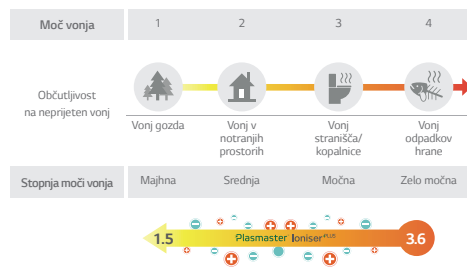 Moč vonja 1 2 3 4
Občutljivost
na neprijeten vonj
Vonj gozda
Vonj v
notranjih
prostorih
Vonj
stranišča/
kopalnice
Vonj
odpadkov
hrane
Stopnja moči vonja Majhna Srednja Močna Zelo močna
1.5 Plasmaster Ioniser PLUS 3.6